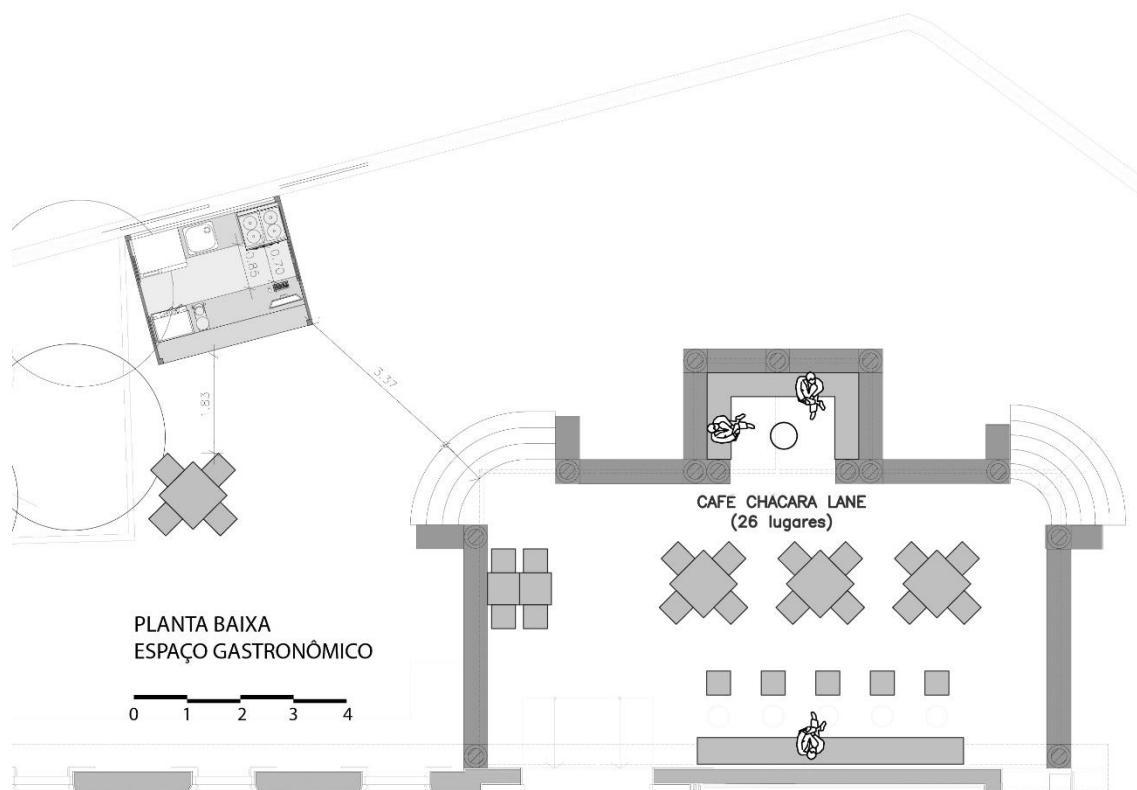 0.85
0.70
3.37
1.83
CAFE CHACARA LANE
(26 lugares)
PLANTA BAIXA
ESPAÇO GASTRONÔMICO
0 1 2 3 4